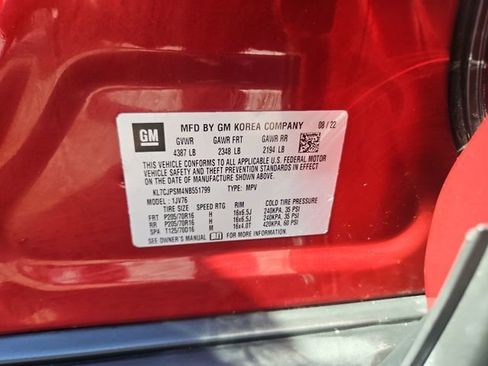 GM
MFD BY GM KOREA COMPANY 08 / 22
GVWR GAWR FRT GAWR RR
4387 LB 2348 LB 2194 LB
THIS VEHICLE CONFORMS TO ALL APPLICABLE U.S. FEDERAL MOTOR
VEHICLE SAFETY AND THEFT PREVENTION STANDARDS IN EFFECT
ON THE DATE OF MANUFACTURE SHOWN ABOVE.
KL7CJPSM4NB551799 TYPE: MPV
MODEL: 1JV76
TIRE SIZE SPEED RTG RIM COLD TIRE PRESSURE
FRT P205/70R16 H 16x6.5J 240KPA, 35 PSI
RR P205/70R16 H 16x6.5J 240KPA, 35 PSI
SPA T125/70D16 M 16x4.0T 420KPA, 60 PSI
SEE OWNER'S MANUAL FOR MORE INFORMATION.